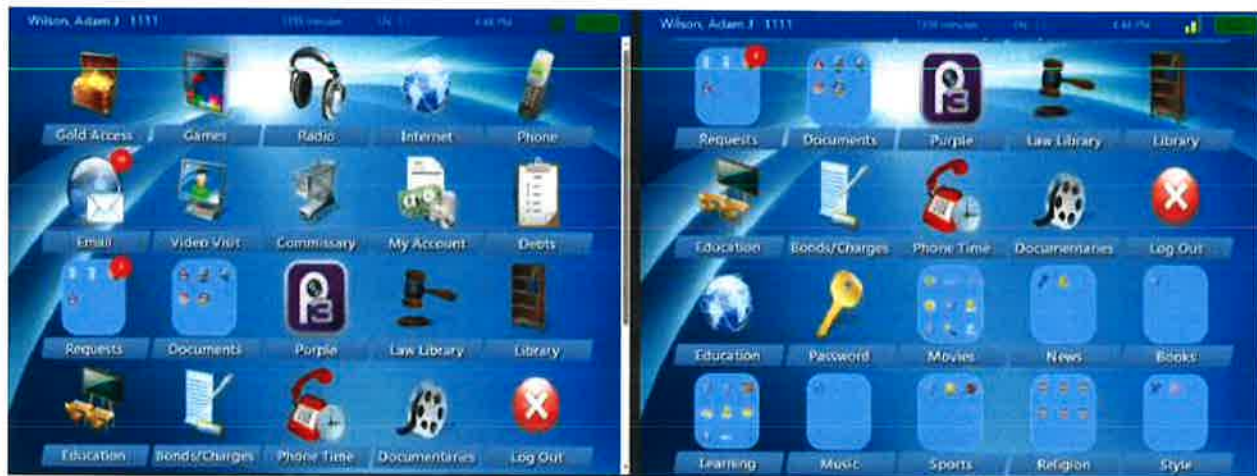 Wilson, Adam J 1111
Gold Access Games Radio Internet Phone
Email Video Visit Commissary My Account Debts
Requests Documents Purple Law Library Library
Education Bonds/Charges Phone Time Documentaries Log Out
Wilson, Adam J 1111
Requests Documents Purple Law Library Library
Education Bonds/Charges Phone Time Documentaries Log Out
Education Password Movies News Books
Learning Music Sports Religion Style